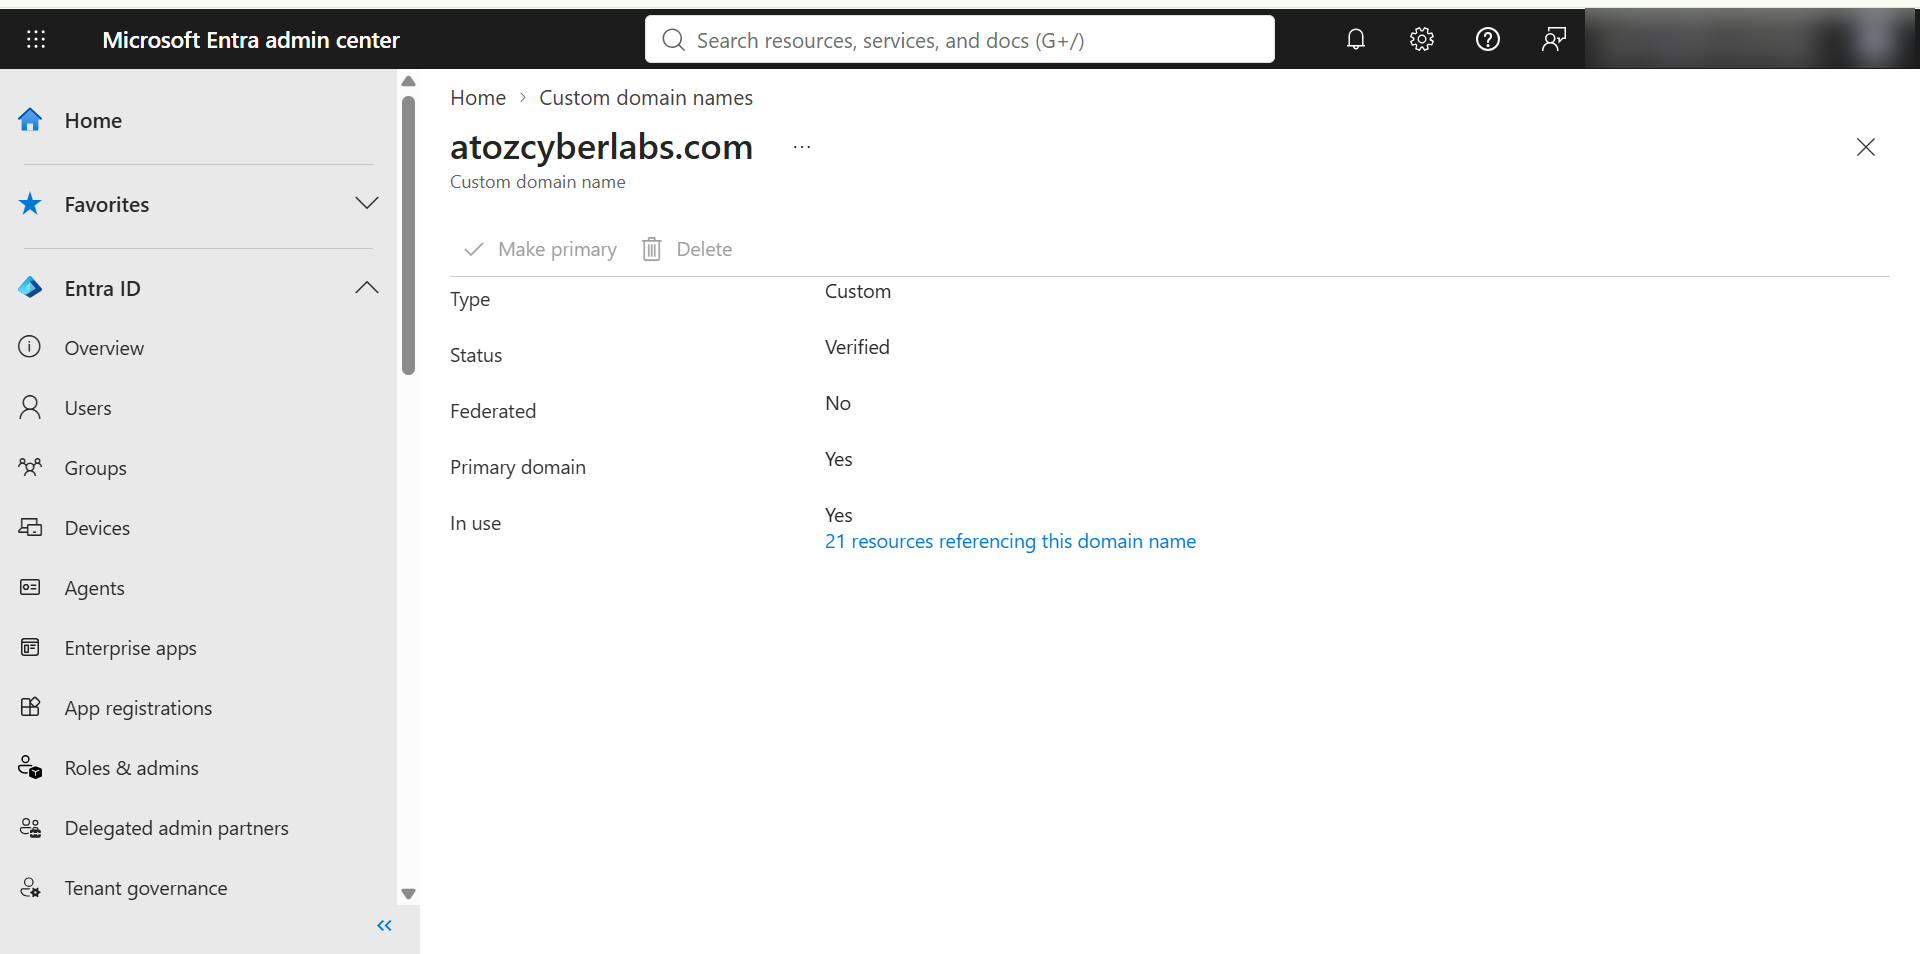 Microsoft Entra admin center
Search resources, services, and docs (G+/)
Home
Favorites
Entra ID
Overview
Users
Groups
Devices
Agents
Enterprise apps
App registrations
Roles & admins
Delegated admin partners
Tenant governance
Home > Custom domain names
atozcyberlabs.com ...
Custom domain name
Make primary Delete
Type Custom
Status Verified
Federated No
Primary domain Yes
In use Yes
21 resources referencing this domain name